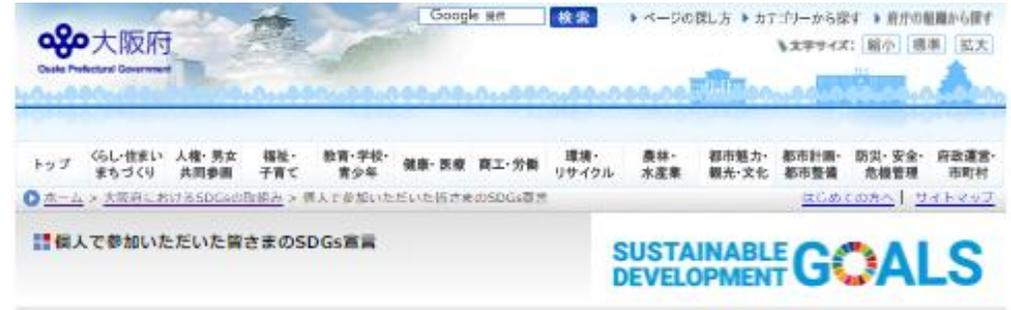 Google 提供 検索 ページの探し方 カテゴリーから探す 府庁の組織から探す
大阪府
Osaka Prefectural Government
文字サイズ: 縮小 標準 拡大
トップ くらし・住まい まちづくり 人権・男女 共同参画 福祉・ 子育て 教育・学校・ 青少年 健康・医療 商工・労働 環境・ リサイクル 農林・ 水産業 都市魅力・ 観光・文化 都市計画・ 都市整備 防災・安全・ 危機管理 府政運営・ 市町村
ホーム > 大阪府におけるSDGsの取組み > 個人で参加いただいた皆さまのSDGs宣言 はじめての方へ | サイトマップ
個人で参加いただいた皆さまのSDGs宣言
SUSTAINABLE
DEVELOPMENT GOALS